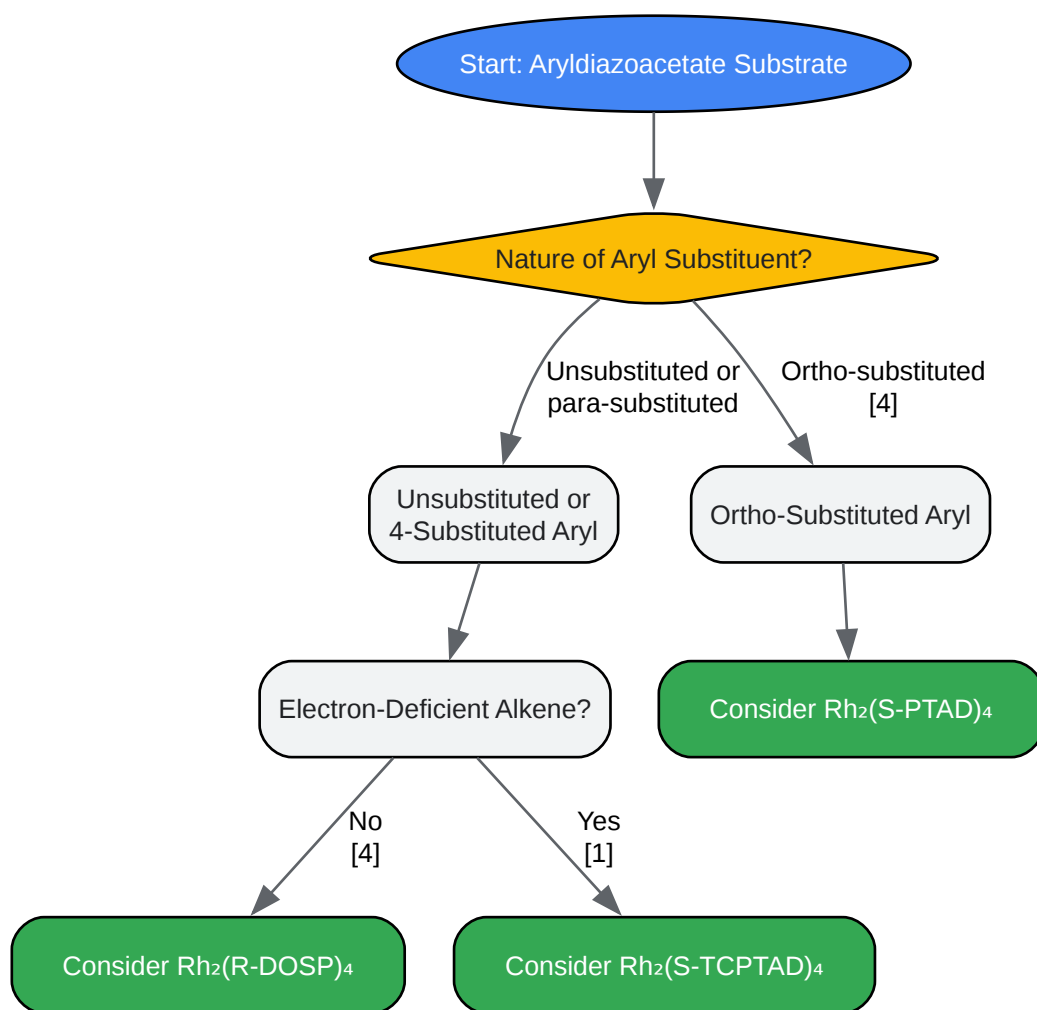 Start: Aryldiazoacetate Substrate
Nature of Aryl Substituent?
Unsubstituted or
para-substituted
Ortho-substituted
[4]
Unsubstituted or
4-Substituted Aryl
Ortho-Substituted Aryl
Electron-Deficient Alkene?
Consider Rh₂(S-PTAD)₄
No
[4]
Yes
[1]
Consider Rh₂(R-DOSP)₄
Consider Rh₂(S-TCPTAD)₄